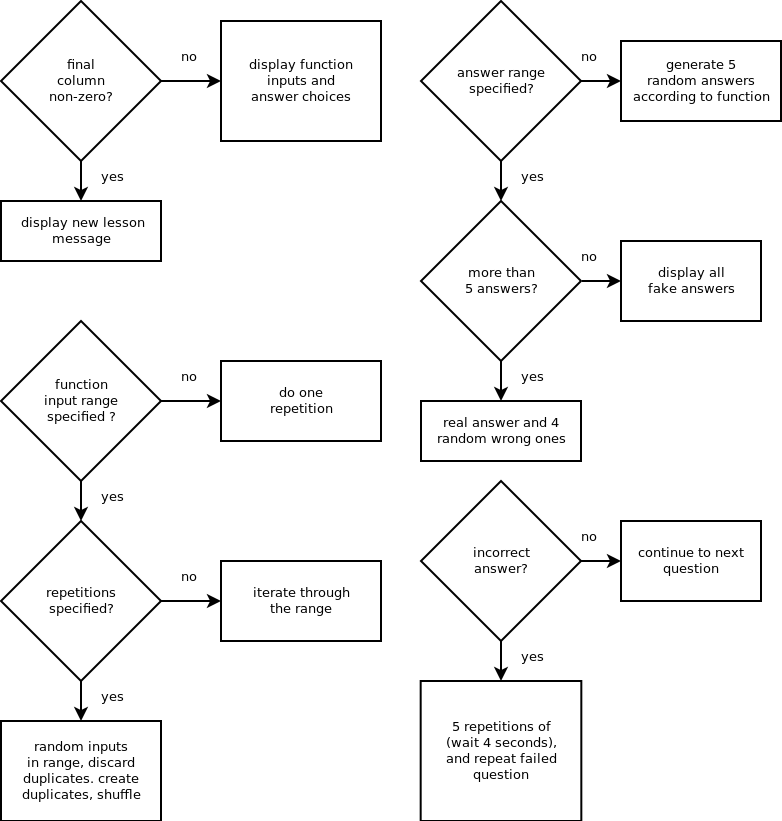 final
column
non-zero?
no
display function
inputs and
answer choices
yes
display new lesson
message
function
input range
specified ?
no
do one
repetition
yes
repetitions
specified?
no
iterate through
the range
yes
random inputs
in range, discard
duplicates. create
duplicates, shuffle
answer range
specified?
no
generate 5
random answers
according to function
yes
more than
5 answers?
no
display all
fake answers
yes
real answer and 4
random wrong ones
incorrect
answer?
no
continue to next
question
yes
5 repetitions of
(wait 4 seconds),
and repeat failed
question